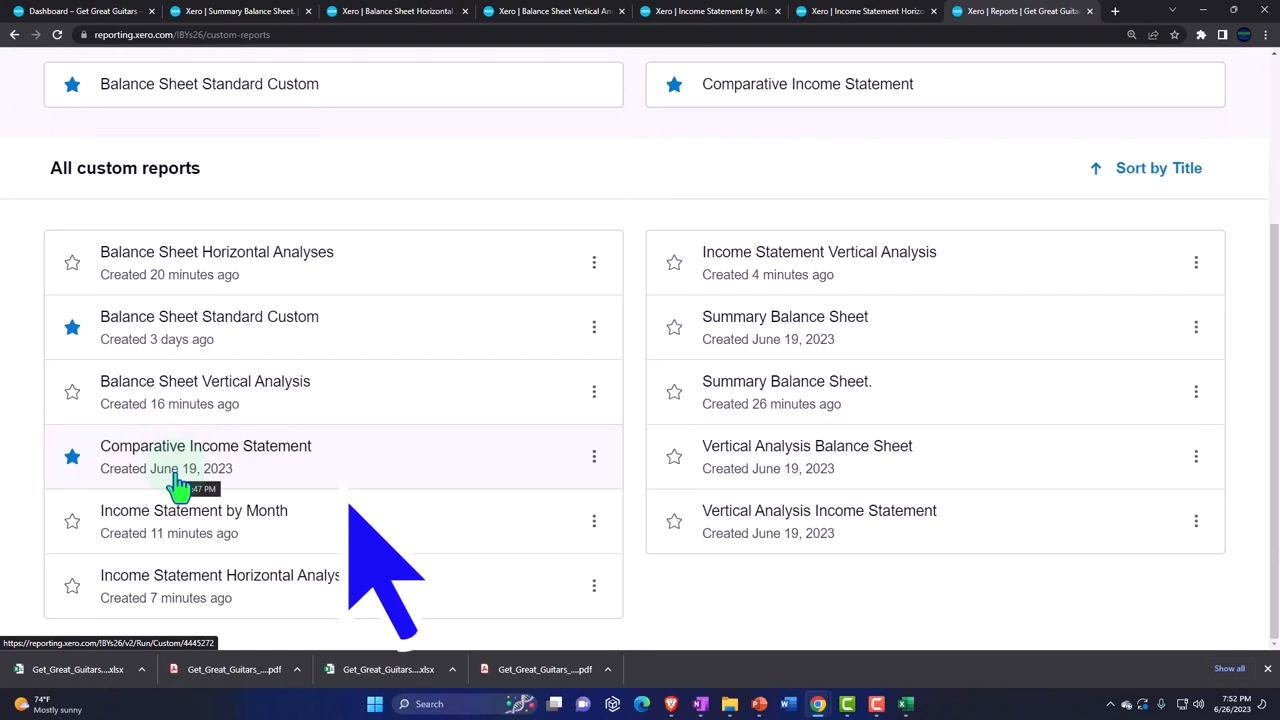 Dashboard – Get Great Guitars
Xero | Summary Balance Sheet.
Xero | Balance Sheet Horizontal
Xero | Balance Sheet Vertical An
Xero | Income Statement by Mo
Xero | Income Statement Horizo
Xero | Reports | Get Great Guita
reporting.xero.com/!BYs26/custom-reports
Balance Sheet Standard Custom
Comparative Income Statement
All custom reports
Sort by Title
Balance Sheet Horizontal Analyses
Created 20 minutes ago
Balance Sheet Standard Custom
Created 3 days ago
Balance Sheet Vertical Analysis
Created 16 minutes ago
Comparative Income Statement
Created June 19, 2023
:47 PM
Income Statement by Month
Created 11 minutes ago
Income Statement Horizontal Analys
Created 7 minutes ago
Income Statement Vertical Analysis
Created 4 minutes ago
Summary Balance Sheet
Created June 19, 2023
Summary Balance Sheet.
Created 26 minutes ago
Vertical Analysis Balance Sheet
Created June 19, 2023
Vertical Analysis Income Statement
Created June 19, 2023
https://reporting.xero.com/!BYs26/v2/Run/Custom/4445272
Get_Great_Guitars....xlsx
Get_Great_Guitars_....pdf
Get_Great_Guitars....xlsx
Get_Great_Guitars_....pdf
Show all
74°F
Mostly sunny
Search
7:52 PM
6/26/2023